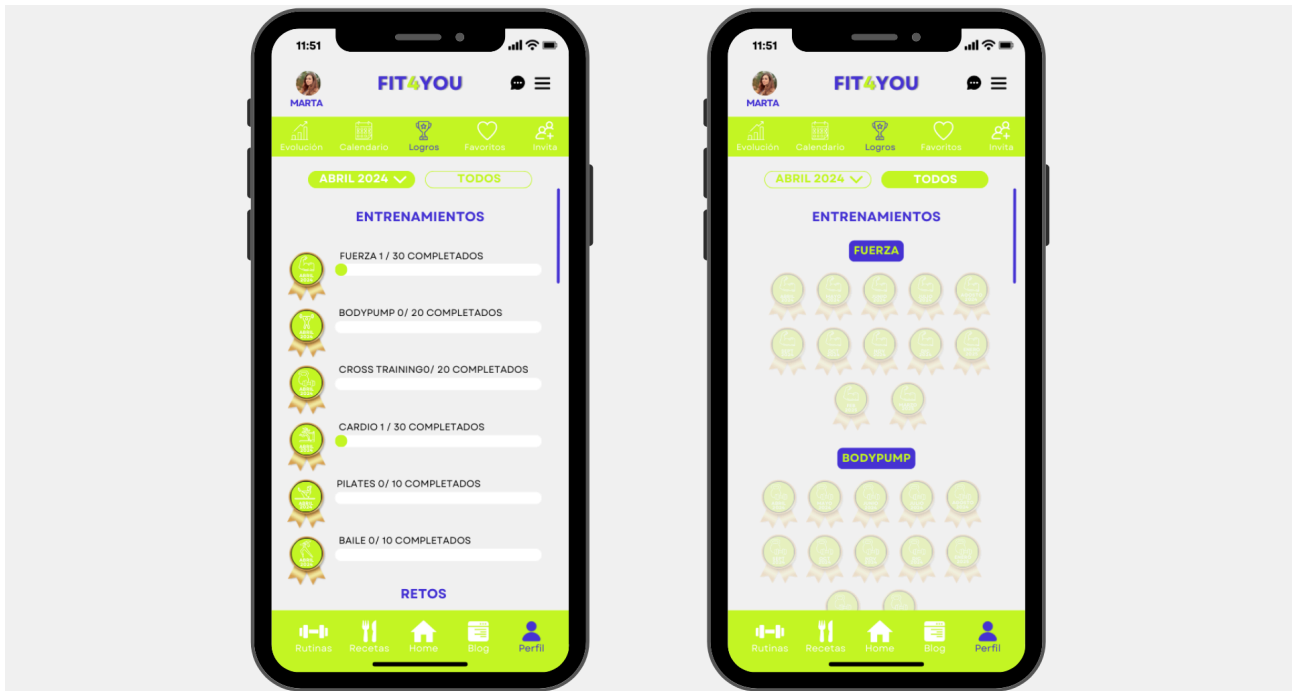 11:51
FIT4YOU
MARTA
Evolución Calendario Logros Favoritos Invita
ABRIL 2024 TODOS
ENTRENAMIENTOS
FUERZA 1 / 30 COMPLETADOS
BODYPUMP 0/ 20 COMPLETADOS
CROSS TRAINING0/ 20 COMPLETADOS
CARDIO 1 / 30 COMPLETADOS
PILATES 0/ 10 COMPLETADOS
BAILE 0/ 10 COMPLETADOS
RETOS
Rutinas Recetas Home Blog Perfil
11:51
FIT4YOU
MARTA
Evolución Calendario Logros Favoritos Invita
ABRIL 2024 TODOS
ENTRENAMIENTOS
FUERZA
BODYPUMP
Rutinas Recetas Home Blog Perfil